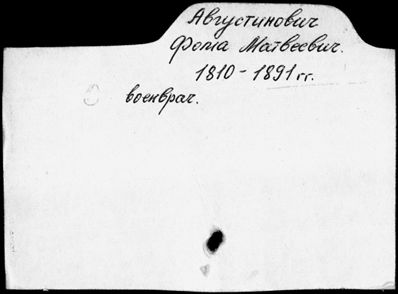 Августинович
Фома Матвеевич.
1810-1891 гг.
военврач.